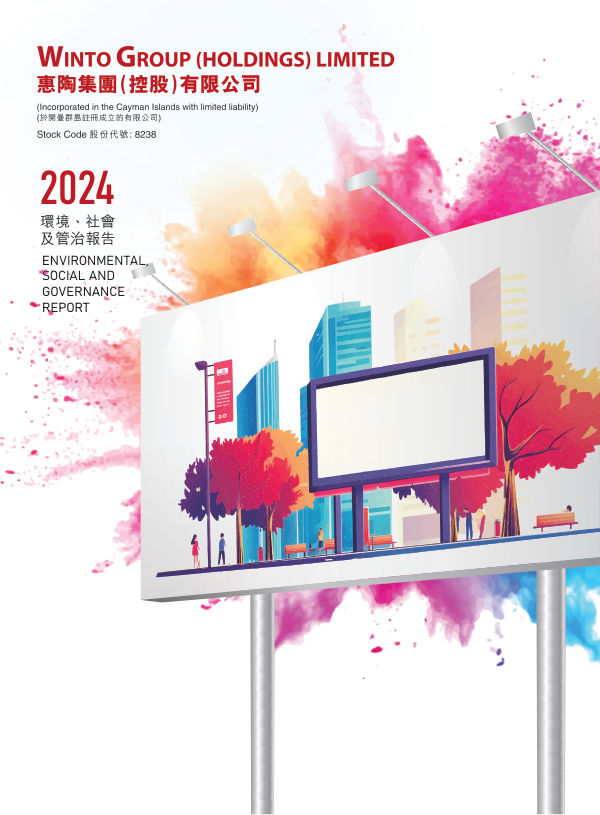 WINTO GROUP (HOLDINGS) LIMITED
惠陶集團(控股)有限公司
(Incorporated in the Cayman Islands with limited liability)
(於開曼群島註冊成立的有限公司)
Stock Code 股份代號: 8238
2024
環境、社會
及管治報告
ENVIRONMENTAL,
SOCIAL AND
GOVERNANCE
REPORT